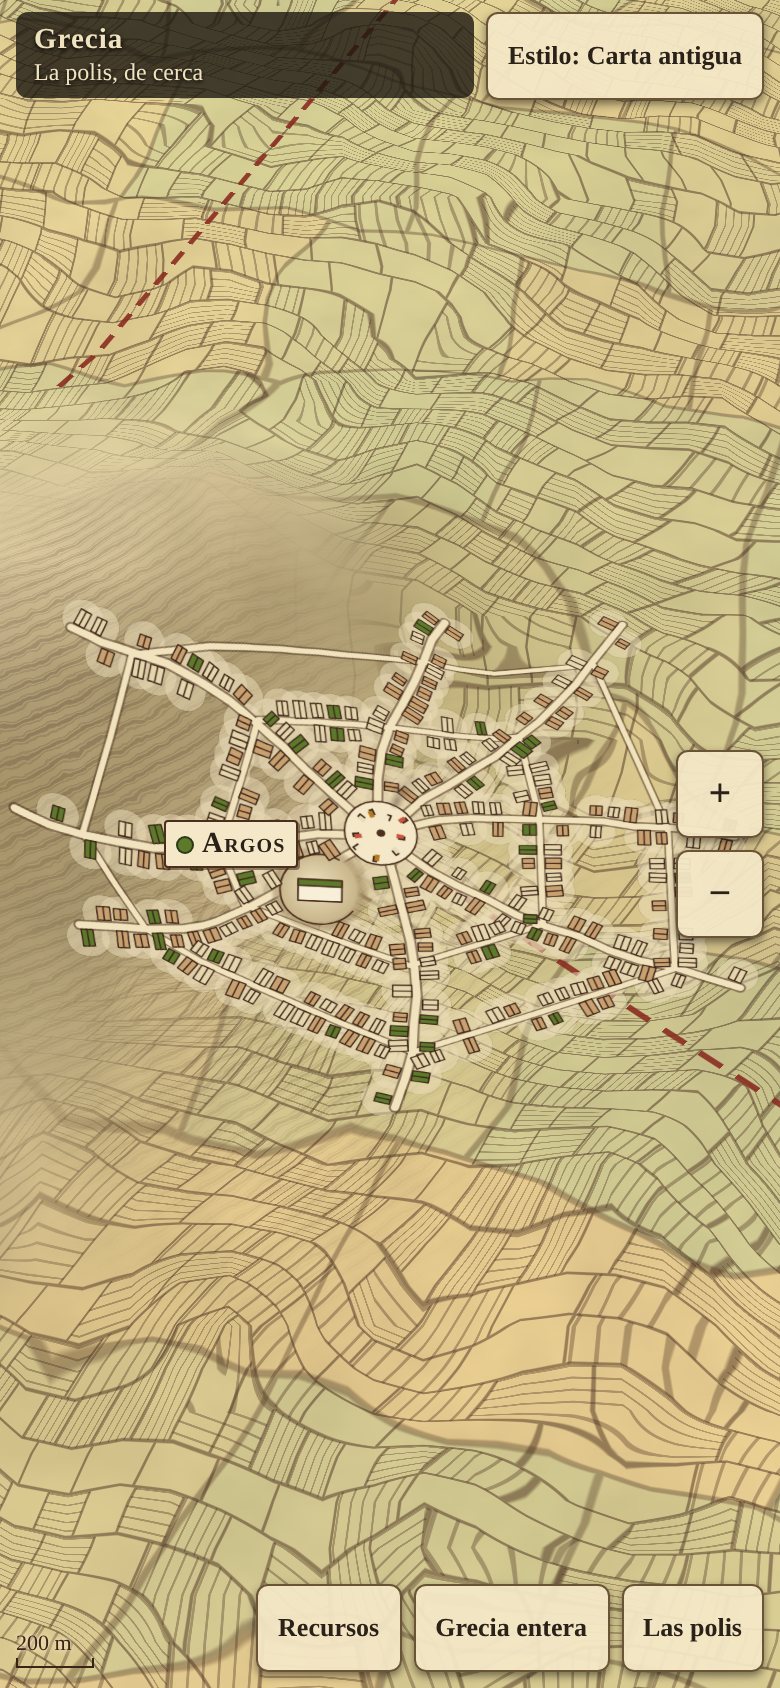 Grecia
La polis, de cerca
Estilo: Carta antigua
+
Argos
−
200 m
Recursos
Grecia entera
Las polis